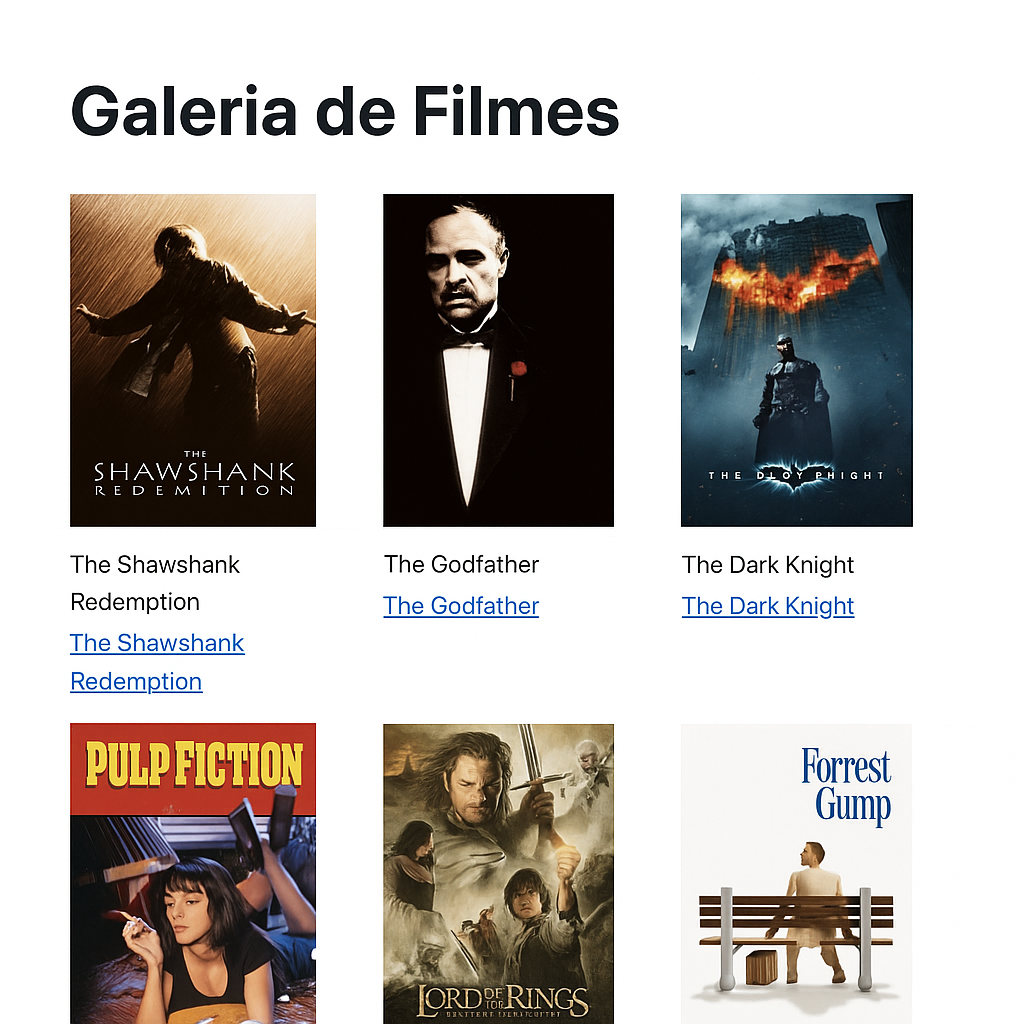 Galeria de Filmes
THE
SHAWSHANK
REDEMITION
THE DLOY PHIGHT
The Shawshank
Redemption
The Shawshank
Redemption
The Godfather
The Godfather
The Dark Knight
The Dark Knight
PULP FICTION
LORD OF
THE RINGS
Forrest
Gump